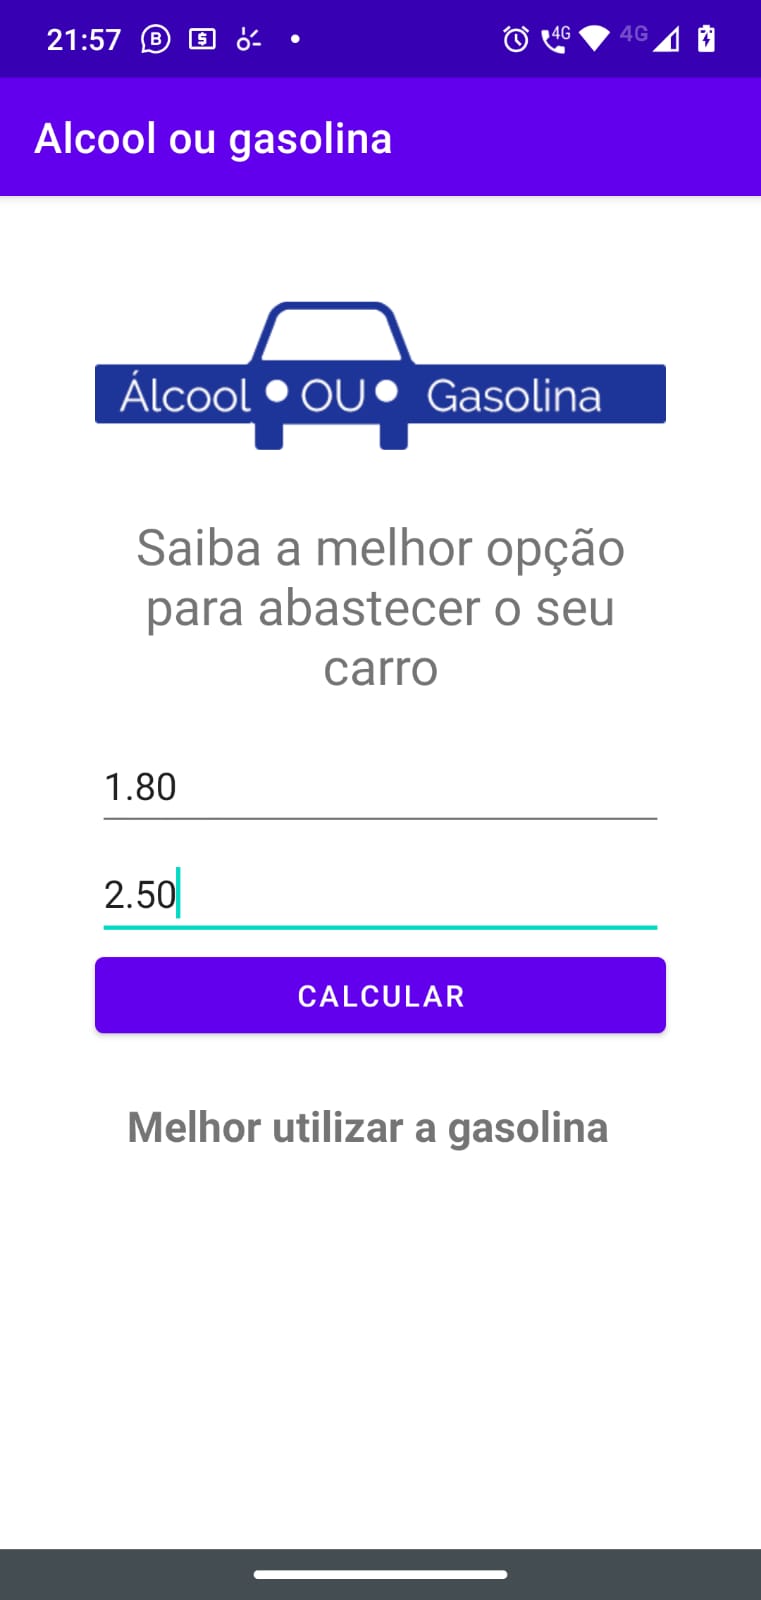 21:57
4G
4G
Alcool ou gasolina
Álcool • OU • Gasolina
Saiba a melhor opção
para abastecer o seu
carro
1.80
2.50
CALCULAR
Melhor utilizar a gasolina